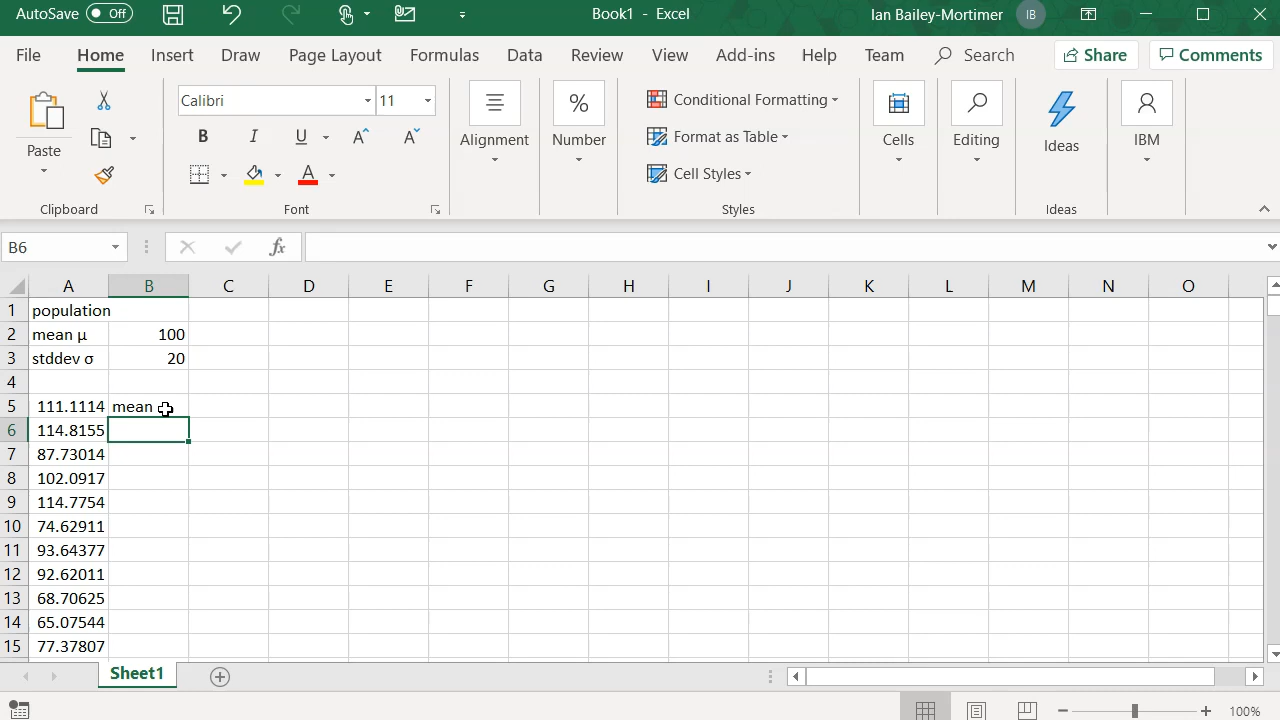 AutoSave Off Book1 - Excel Ian Bailey-Mortimer IB
File Home Insert Draw Page Layout Formulas Data Review View Add-ins Help Team Search Share Comments
Paste
Clipboard
Calibri 11
B I U A A
A
Font
Alignment
%
Number
Conditional Formatting
Format as Table
Cell Styles
Styles
Cells
Editing
Ideas
Ideas
IBM
B6 fx
A B C D E F G H I J K L M N O
1 population
2 mean μ 100
3 stddev σ 20
4
5 111.1114 mean
6 114.8155
7 87.73014
8 102.0917
9 114.7754
10 74.62911
11 93.64377
12 92.62011
13 68.70625
14 65.07544
15 77.37807
Sheet1
100%